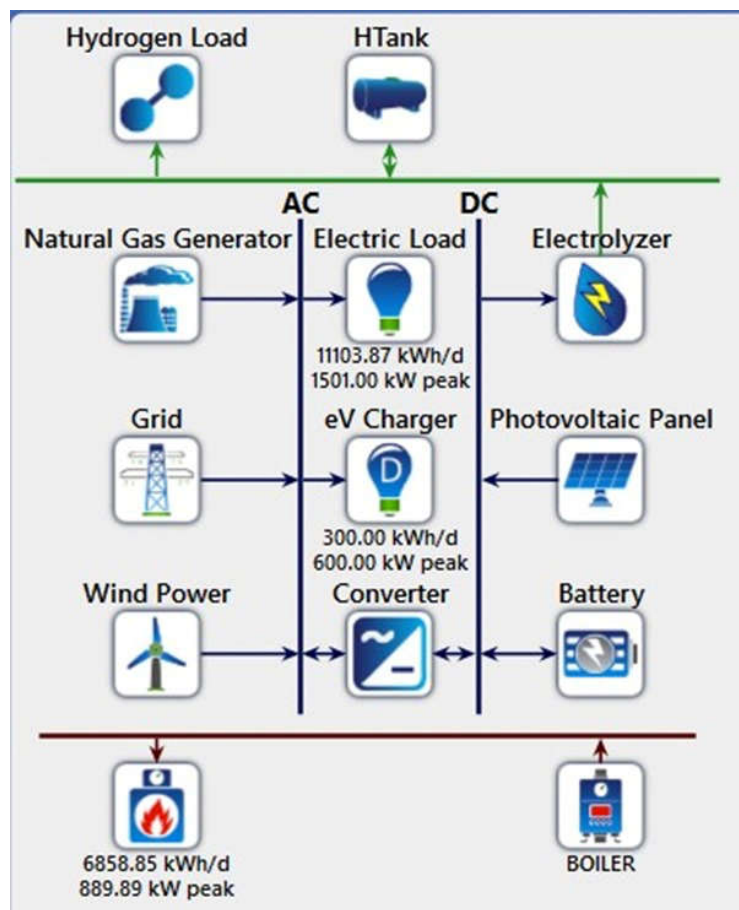 Hydrogen Load
HTank
AC
DC
Natural Gas Generator
Electric Load
Electrolyzer
11103.87 kWh/d
1501.00 kW peak
Grid
eV Charger
Photovoltaic Panel
D
300.00 kWh/d
600.00 kW peak
Wind Power
Converter
Battery
6858.85 kWh/d
889.89 kW peak
BOILER